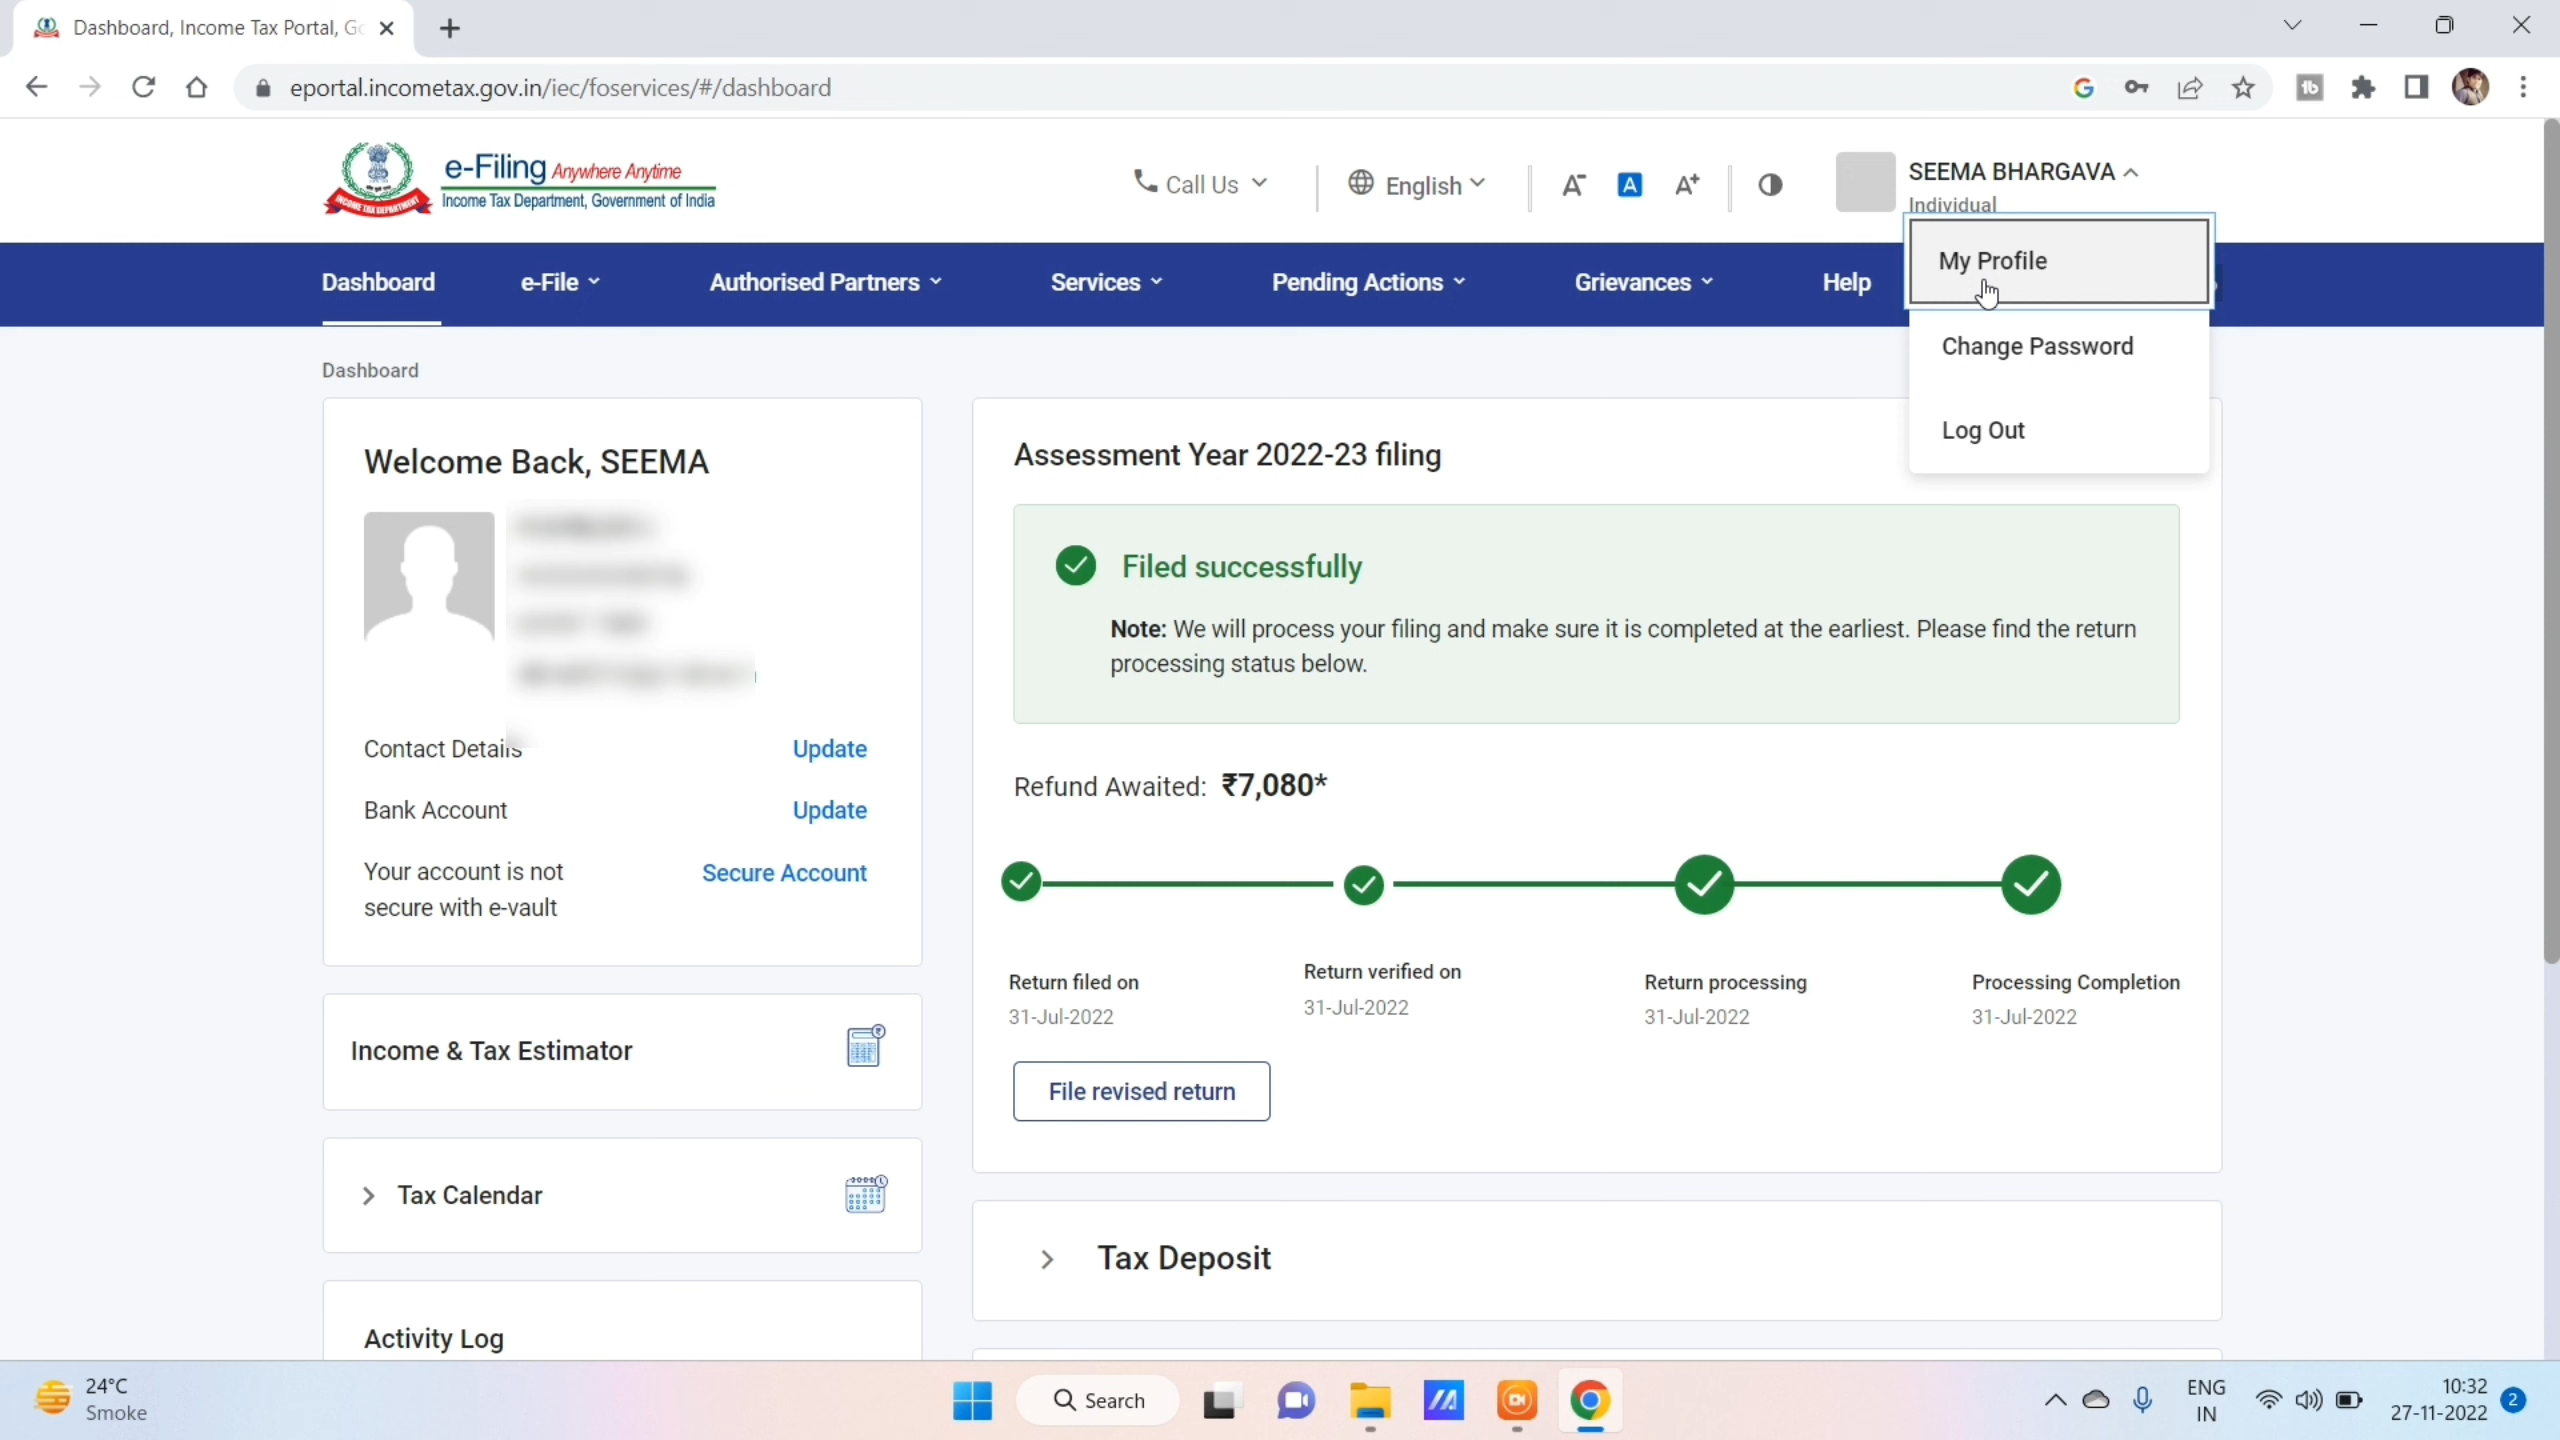 Dashboard, Income Tax Portal, Go
eportal.incometax.gov.in/iec/foservices/#/dashboard
e-Filing Anywhere Anytime
Income Tax Department, Government of India
INCOME TAX DEPARTMENT
Call Us
English
A-
A
A+
SEEMA BHARGAVA
Individual
Dashboard
e-File
Authorised Partners
Services
Pending Actions
Grievances
Help
My Profile
Change Password
Log Out
Dashboard
Welcome Back, SEEMA
Contact Details
Update
Bank Account
Update
Your account is not
secure with e-vault
Secure Account
Income & Tax Estimator
Tax Calendar
Activity Log
Assessment Year 2022-23 filing
Filed successfully
Note: We will process your filing and make sure it is completed at the earliest. Please find the return
processing status below.
Refund Awaited: ₹7,080*
Return filed on
31-Jul-2022
Return verified on
31-Jul-2022
Return processing
31-Jul-2022
Processing Completion
31-Jul-2022
File revised return
Tax Deposit
24°C
Smoke
Search
ENG
IN
10:32
27-11-2022
2